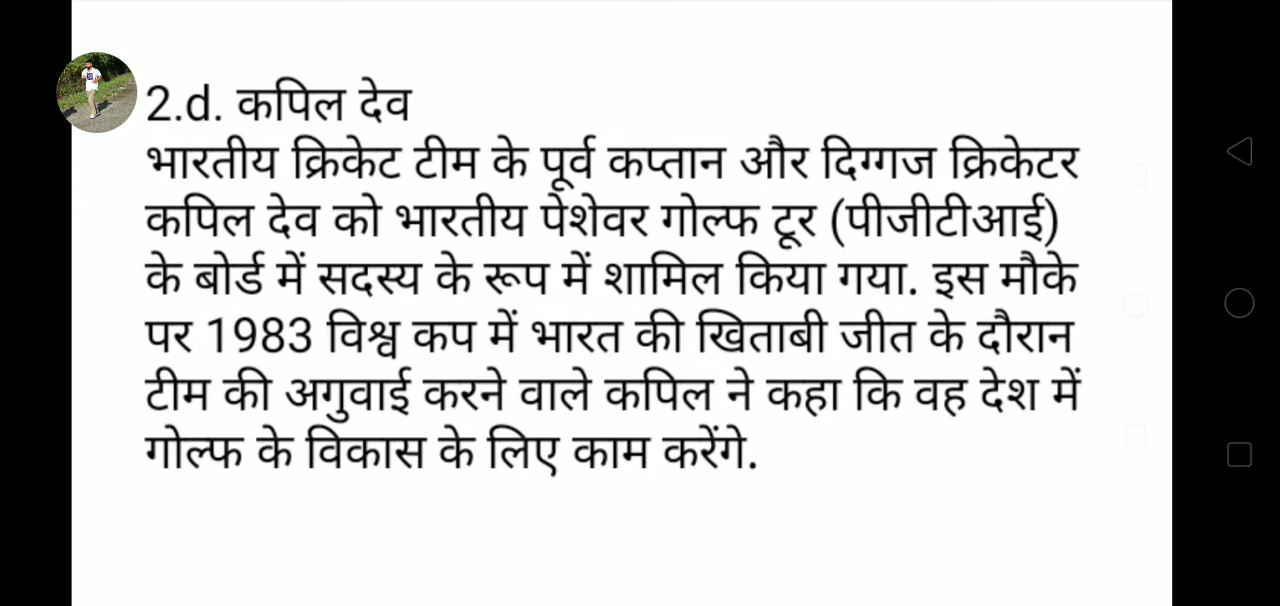 2.d. कपिल देव
भारतीय क्रिकेट टीम के पूर्व कप्तान और दिग्गज क्रिकेटर
कपिल देव को भारतीय पेशेवर गोल्फ टूर (पीजीटीआई)
के बोर्ड में सदस्य के रूप में शामिल किया गया. इस मौके
पर 1983 विश्व कप में भारत की खिताबी जीत के दौरान
टीम की अगुवाई करने वाले कपिल ने कहा कि वह देश में
गोल्फ के विकास के लिए काम करेंगे.